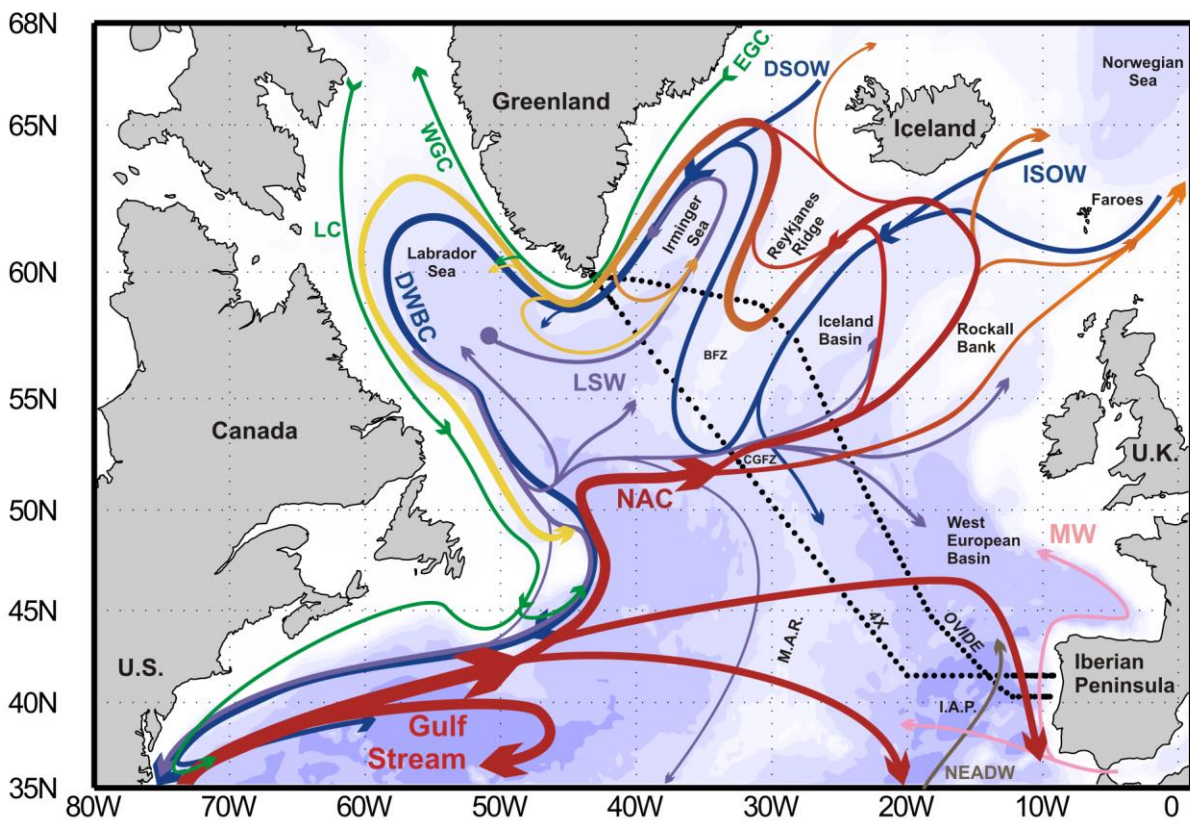 68N
65N
60N
55N
50N
45N
40N
35N
80W
70W
60W
50W
40W
30W
20W
10W
0
Greenland
EGC
DSOW
Norwegian
Sea
Iceland
WGC
ISOW
Faroes
LC
Irminger
Sea
Reykjanes
Ridge
Labrador
Sea
DWBC
Iceland
Basin
Rockall
Bank
BFZ
LSW
Canada
CGFZ
U.K.
NAC
West
European
Basin
MW
4X
OVIDE
M.A.R.
U.S.
Iberian
Peninsula
I.A.P.
Gulf
Stream
NEADW